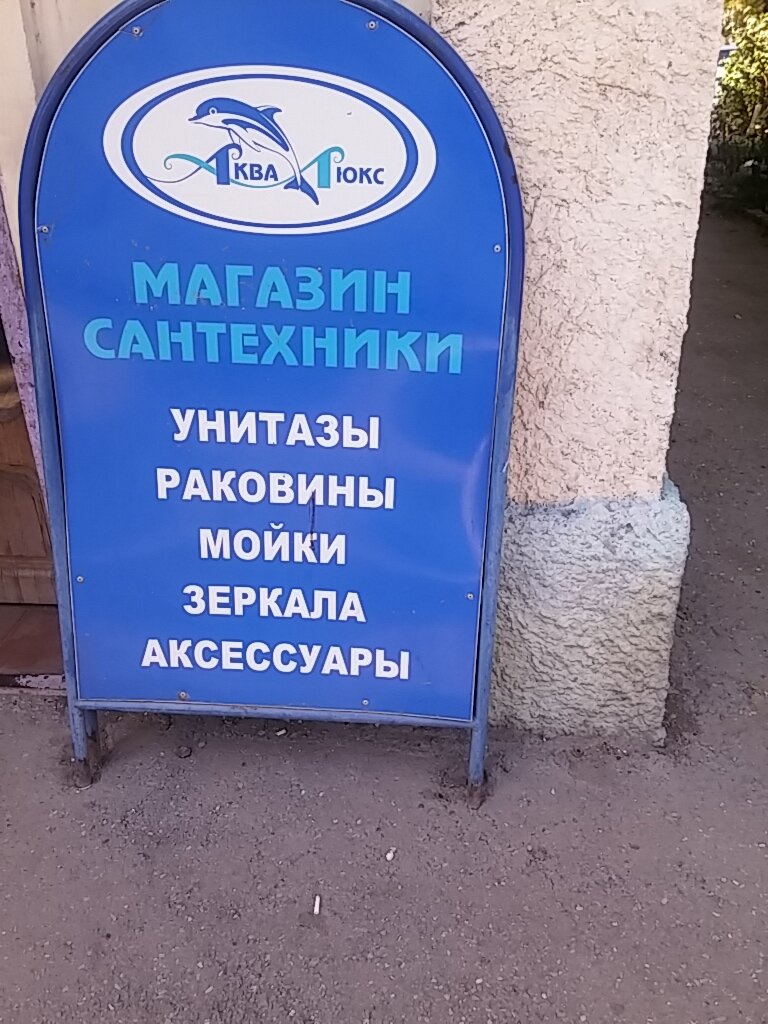 Аква Люкс
МАГАЗИН
САНТЕХНИКИ
УНИТАЗЫ
РАКОВИНЫ
МОЙКИ
ЗЕРКАЛА
АКСЕССУАРЫ